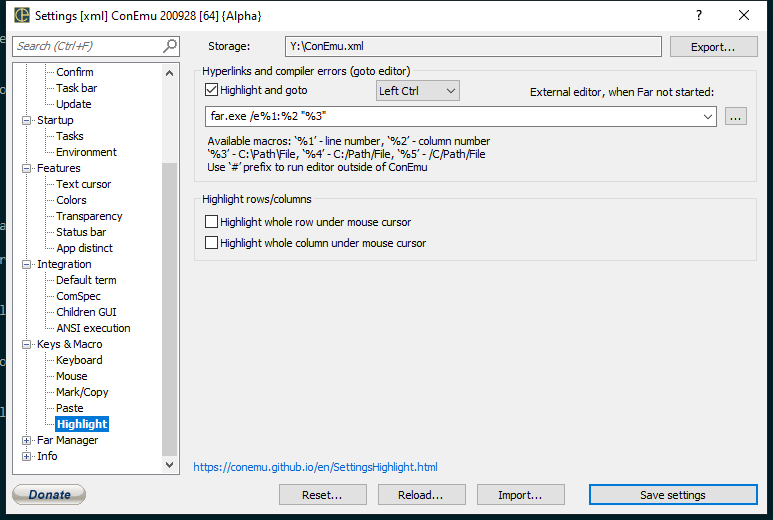 Settings [xml] ConEmu 200928 [64] {Alpha}
Search (Ctrl+F)
Storage:
Y:\ConEmu.xml
Export...
Confirm
Task bar
Update
Startup
Tasks
Environment
Features
Text cursor
Colors
Transparency
Status bar
App distinct
Integration
Default term
ComSpec
Children GUI
ANSI execution
Keys & Macro
Keyboard
Mouse
Mark/Copy
Paste
Highlight
Far Manager
Info
Hyperlinks and compiler errors (goto editor)
Highlight and goto
Left Ctrl
External editor, when Far not started:
far.exe /e%1:%2 "%3"
...
Available macros: ‘%1’ - line number, ‘%2’ - column number
‘%3’ - C:\Path\File, ‘%4’ - C:/Path/File, ‘%5’ - /C/Path/File
Use ‘#’ prefix to run editor outside of ConEmu
Highlight rows/columns
Highlight whole row under mouse cursor
Highlight whole column under mouse cursor
https://conemu.github.io/en/SettingsHighlight.html
Donate
Reset...
Reload...
Import...
Save settings